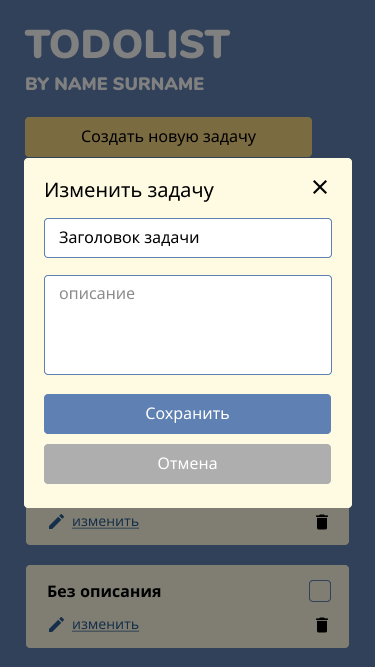 TODOLIST
BY NAME SURNAME
Создать новую задачу
Изменить задачу
Заголовок задачи
описание
Сохранить
Отмена
изменить
Без описания
изменить